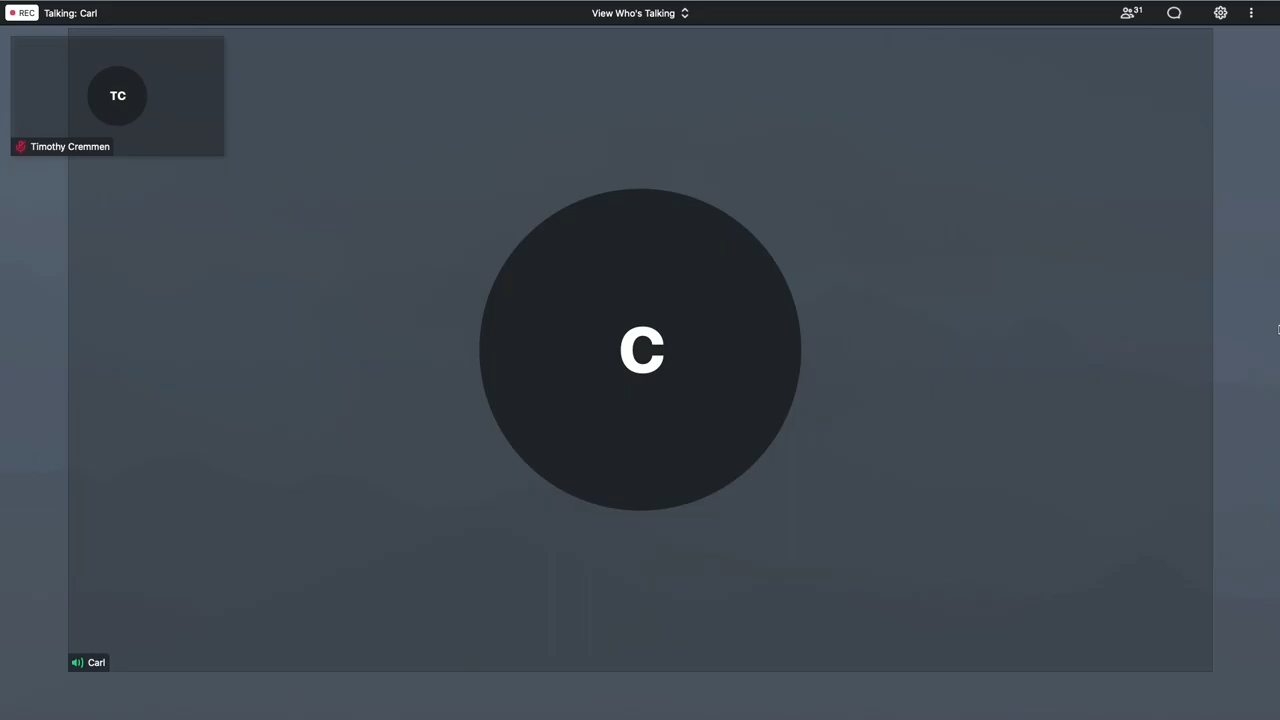 REC
Talking: Carl
View Who's Talking
31
TC
Timothy Cremmen
C
Carl